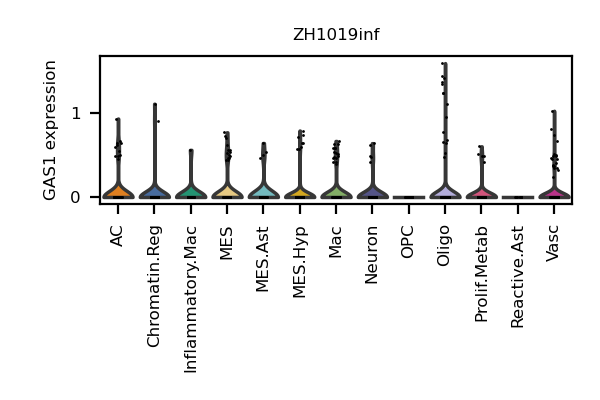 ZH1019inf
GAS1 expression
1
0
AC
Chromatin.Reg
Inflammatory.Mac
MES
MES.Ast
MES.Hyp
Mac
Neuron
OPC
Oligo
Prolif.Metab
Reactive.Ast
Vasc